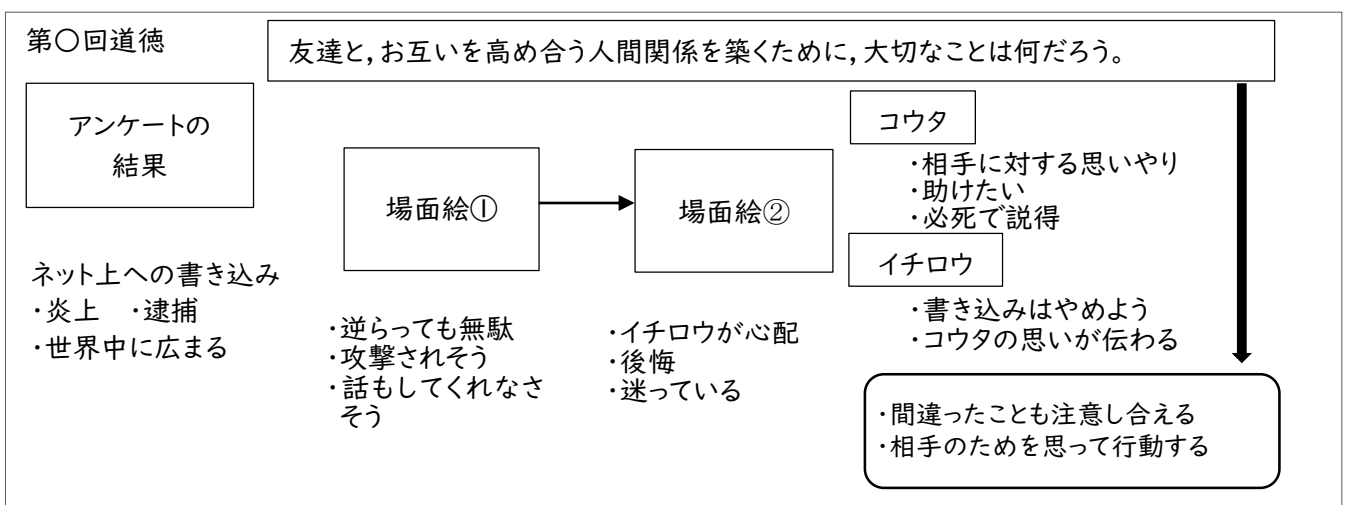 第〇回道徳
友達と,お互いを高め合う人間関係を築くために,大切なことは何だろう。
アンケートの
結果
ネット上への書き込み
・炎上　・逮捕
・世界中に広まる
場面絵①
・逆らっても無駄
・攻撃されそう
・話もしてくれなさ
そう
場面絵②
・イチロウが心配
・後悔
・迷っている
コウタ
・相手に対する思いやり
・助けたい
・必死で説得
イチロウ
・書き込みはやめよう
・コウタの思いが伝わる
・間違ったことも注意し合える
・相手のためを思って行動する